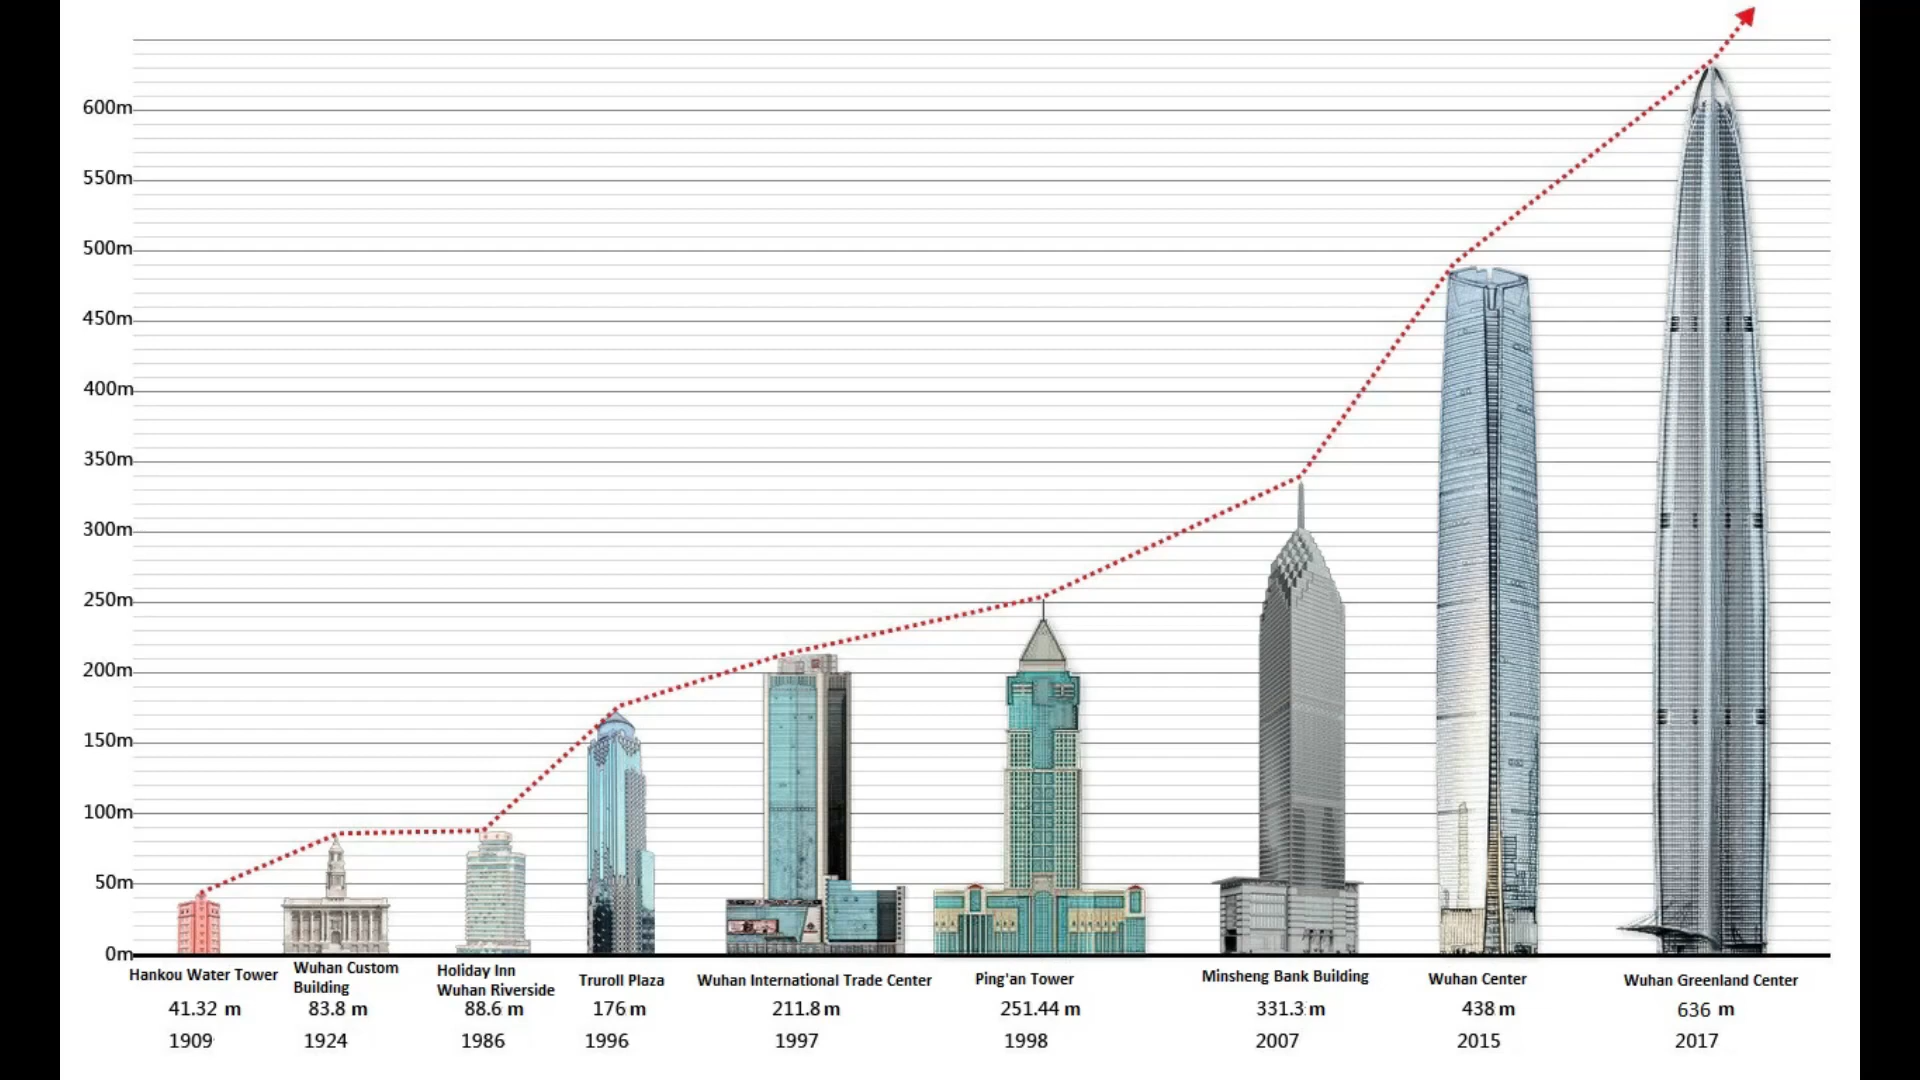 600m
550m
500m
450m
400m
350m
300m
250m
200m
150m
100m
50m
0m
Hankou Water Tower
41.32 m
1909
Wuhan Custom
Building
83.8 m
1924
Holiday Inn
Wuhan Riverside
88.6 m
1986
Truroll Plaza
176 m
1996
Wuhan International Trade Center
211.8 m
1997
Ping'an Tower
251.44 m
1998
Minsheng Bank Building
331.3 m
2007
Wuhan Center
438 m
2015
Wuhan Greenland Center
636 m
2017